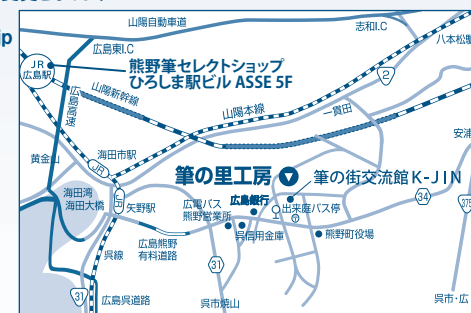 jp
山陽自動車道
志和I.C
広島東I.C
八本松駅
JR
広島駅
熊野筆セレクトショップ
ひろしま駅ビル ASSE 5F
2
広島高速
山陽新幹線
山陽本線
一貫田
安浦
黄金山
海田市駅
JR
筆の里工房
筆の街交流館K-JIN
海田湾
海田大橋
JR
矢野駅
広電バス
熊野営業所
広島銀行
出来庭バス停
34
375
呉信用金庫
熊野町役場
呉線
広島熊野
有料道路
31
31
広島呉道路
呉市焼山
呉市・広